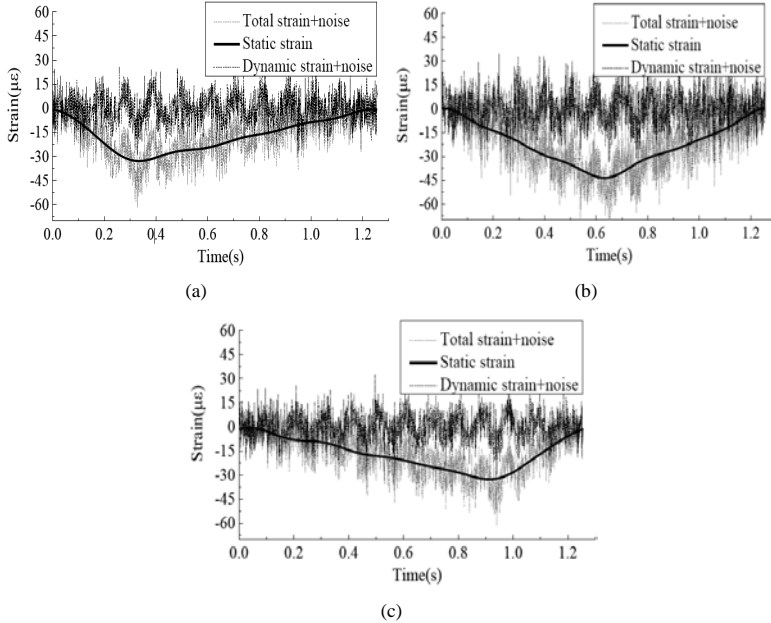 60
45
30
15
0
-15
-30
-45
-60
Strain(με)
Total strain+noise
Static strain
Dynamic strain+noise
0.0 0.2 0.4 0.6 0.8 1.0 1.2
Time(s)
(a)
60
45
30
15
0
-15
-30
-45
-60
Strain(με)
Total strain+noise
Static strain
Dynamic strain+noise
0.0 0.2 0.4 0.6 0.8 1.0 1.2
Time(s)
(b)
60
45
30
15
0
-15
-30
-45
-60
Strain(με)
Total strain+noise
Static strain
Dynamic strain+noise
0.0 0.2 0.4 0.6 0.8 1.0 1.2
Time(s)
(c)